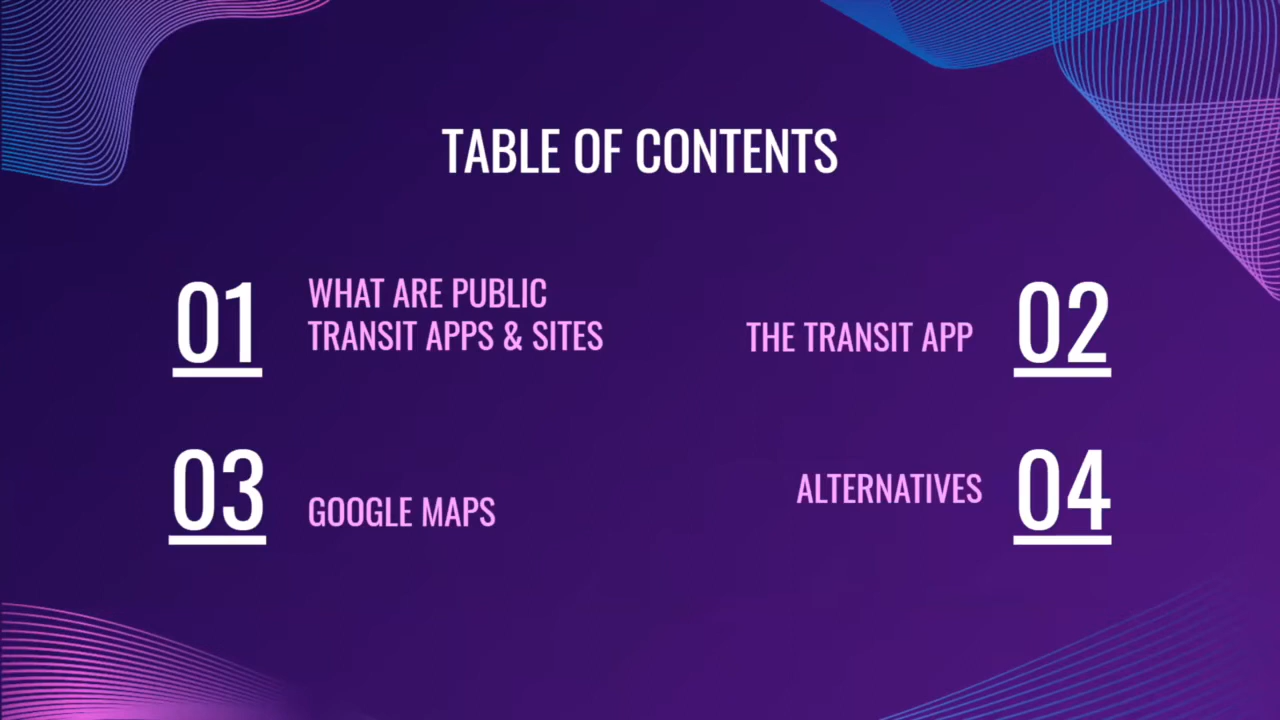 TABLE OF CONTENTS
01
WHAT ARE PUBLIC
TRANSIT APPS & SITES
02
THE TRANSIT APP
03
GOOGLE MAPS
04
ALTERNATIVES